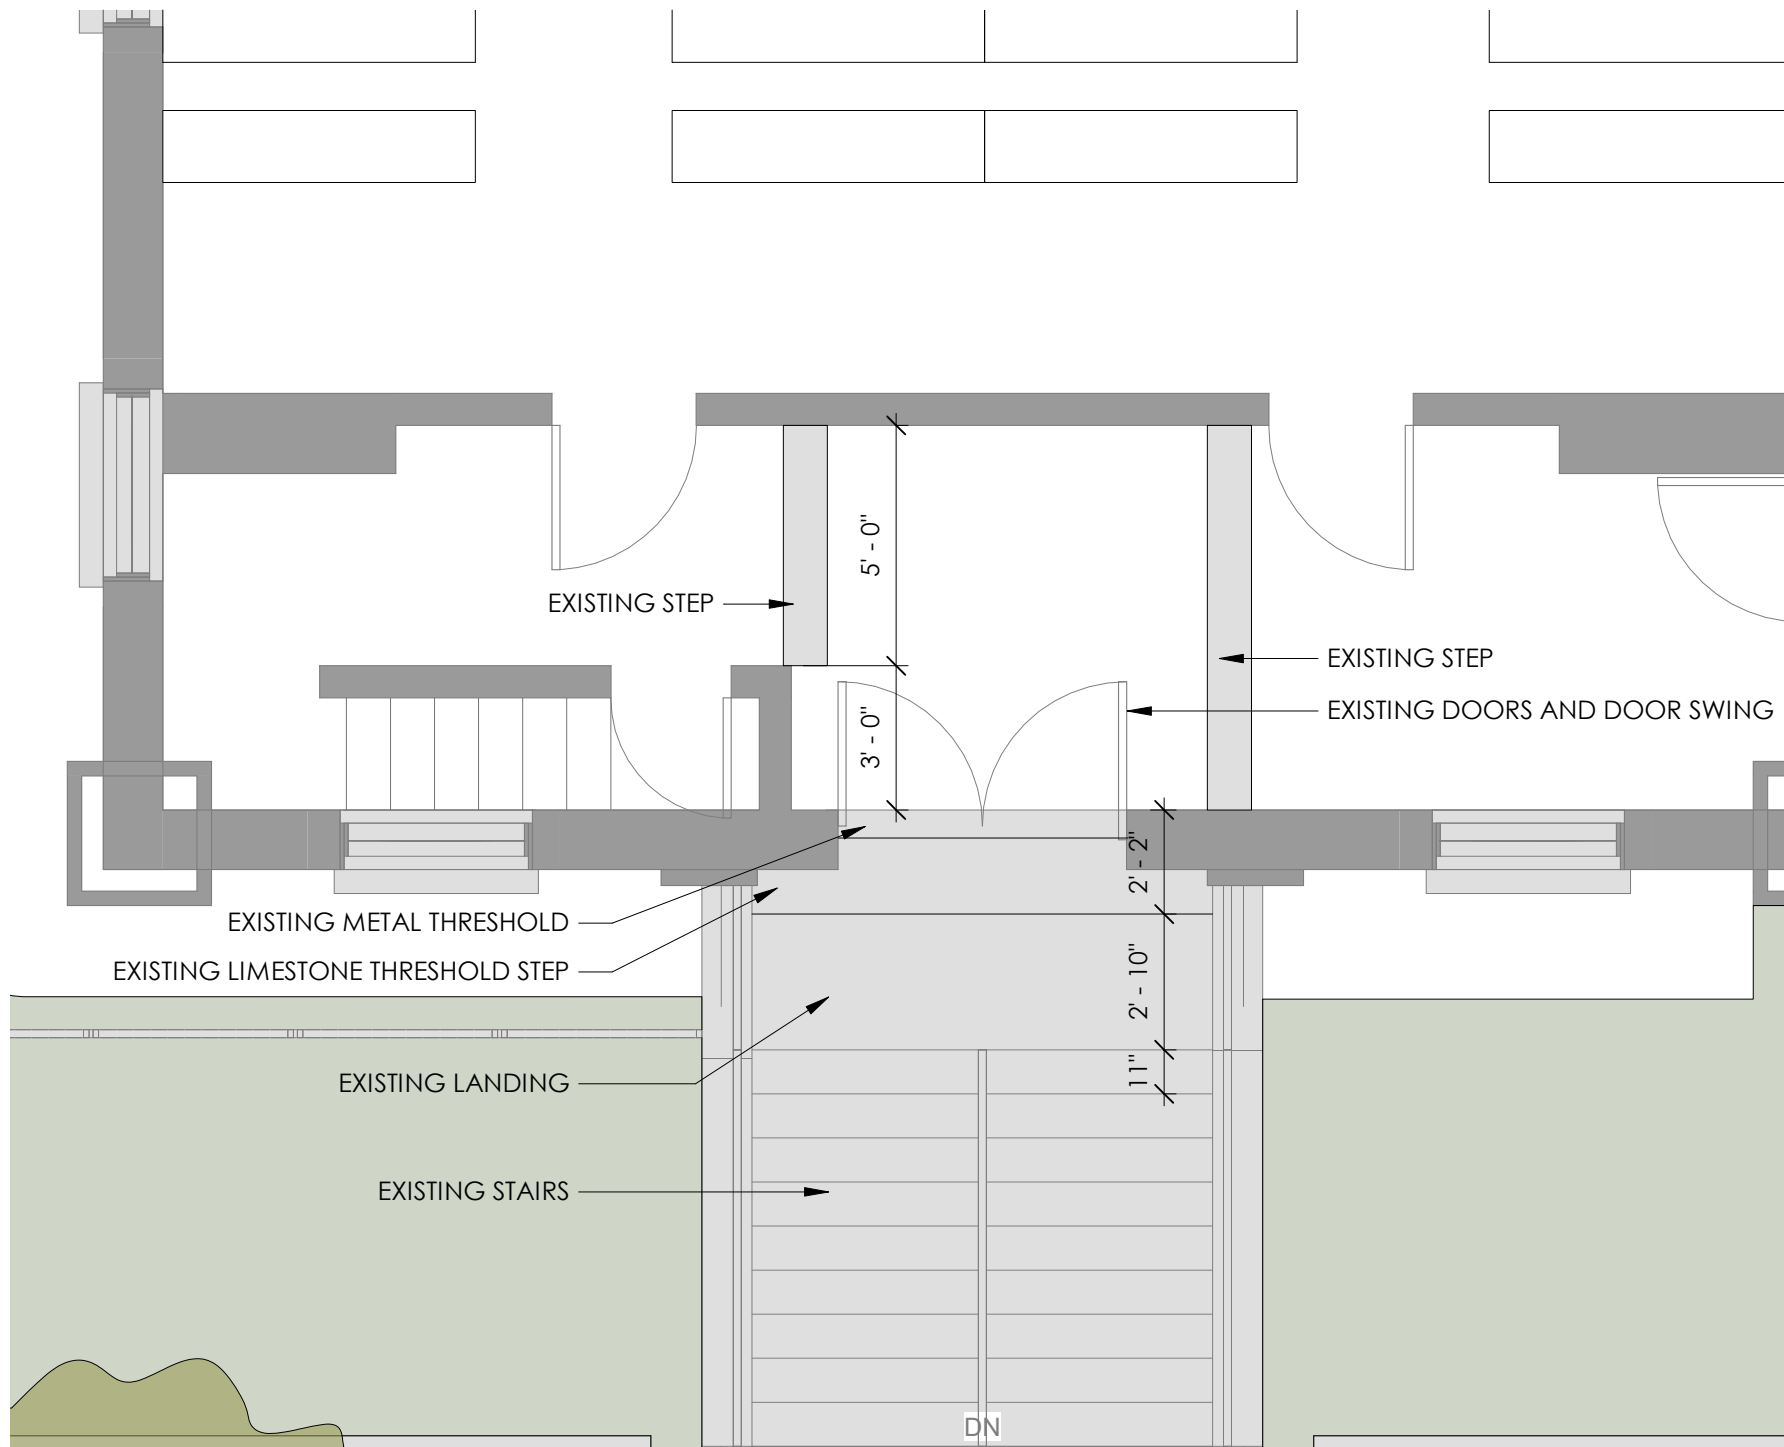 5' - 0"
EXISTING STEP
EXISTING STEP
EXISTING DOORS AND DOOR SWING
3' - 0"
2' - 2"
EXISTING METAL THRESHOLD
EXISTING LIMESTONE THRESHOLD STEP
2' - 10"
EXISTING LANDING
11"
EXISTING STAIRS
DN